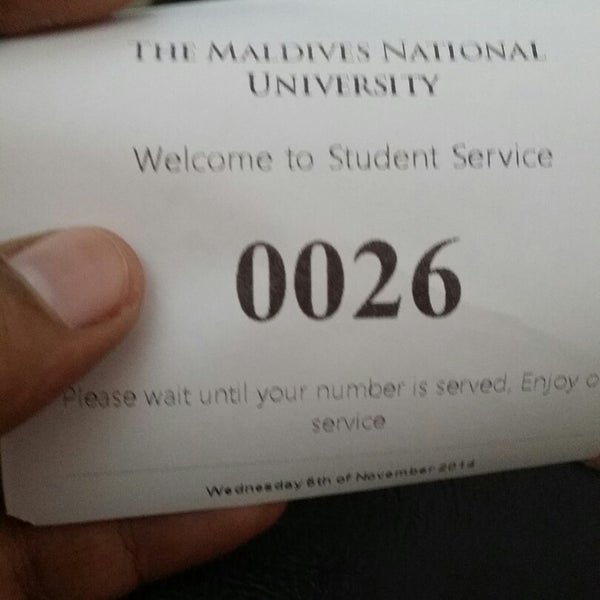 THE MALDIVES NATIONAL
UNIVERSITY
Welcome to Student Service
0026
Please wait until your number is served, Enjoy o
service
Wednesday 6th of November